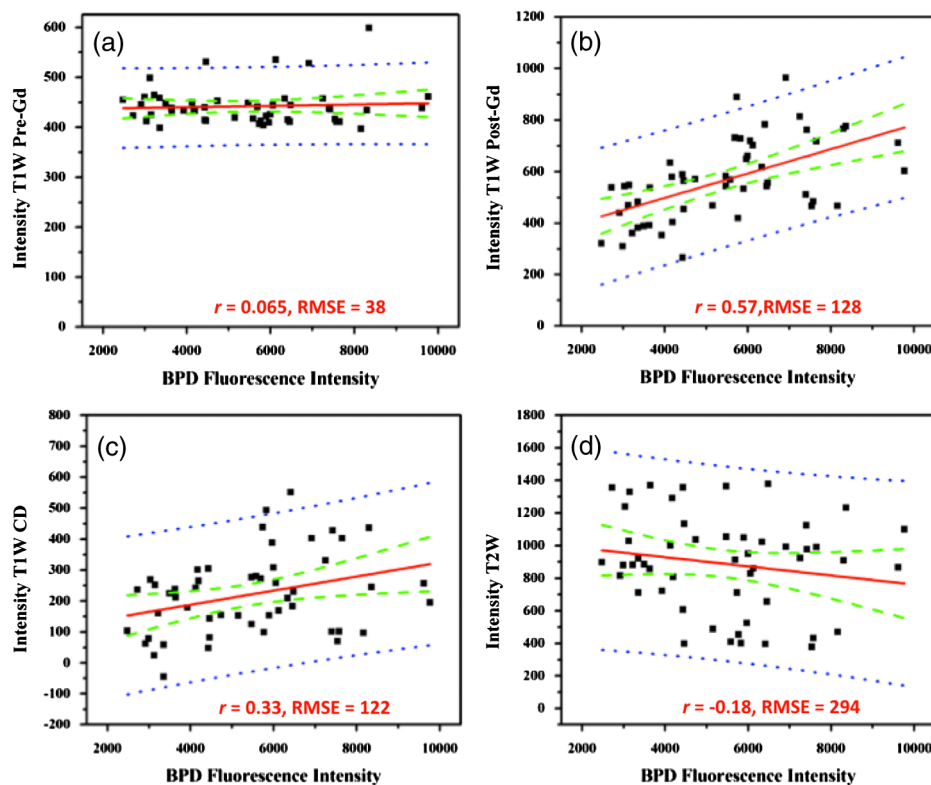 (a)
Intensity T1W Pre-Gd
600
500
400
300
200
100
0
r = 0.065, RMSE = 38
2000 4000 6000 8000 10000
BPD Fluorescence Intensity
(b)
Intensity T1W Post-Gd
1200
1000
800
600
400
200
0
r = 0.57,RMSE = 128
2000 4000 6000 8000 10000
BPD Fluorescence Intensity
(c)
Intensity T1W CD
800
700
600
500
400
300
200
100
0
-100
-200
r = 0.33, RMSE = 122
2000 4000 6000 8000 10000
BPD Fluorescence Intensity
(d)
Intensity T2W
1800
1600
1400
1200
1000
800
600
400
200
0
r = -0.18, RMSE = 294
2000 4000 6000 8000 10000
BPD Fluorescence Intensity